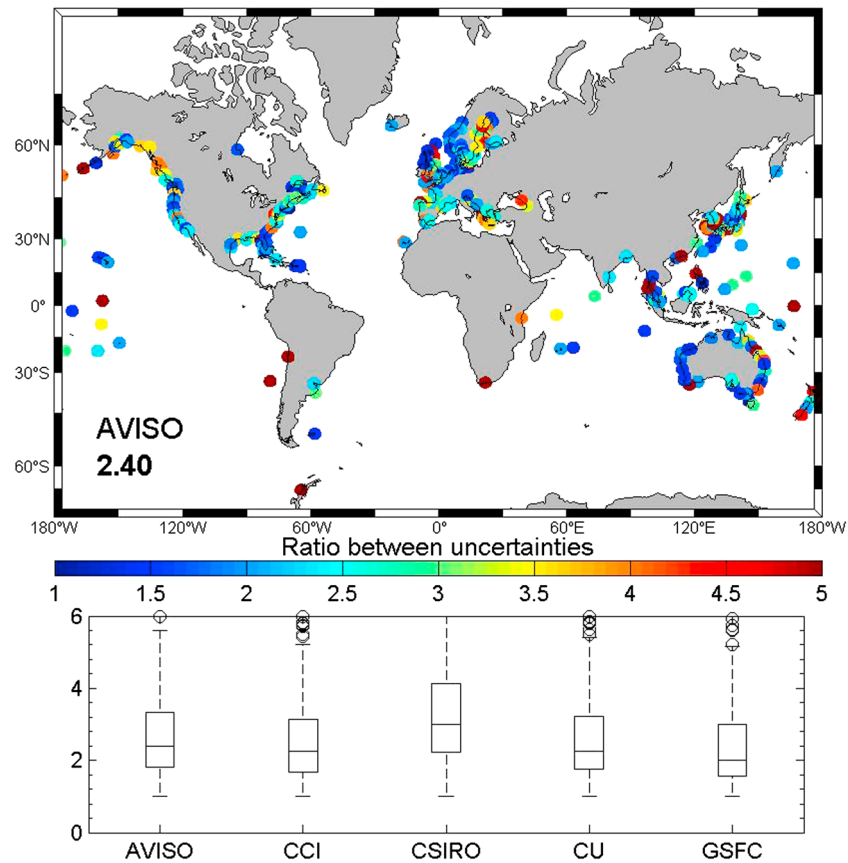 60°N
30°N
0°
30°S
60°S
AVISO
2.40
180°W 120°W 60°W 0° 60°E 120°E 180°W
Ratio between uncertainties
1 1.5 2 2.5 3 3.5 4 4.5 5
6
4
2
0
AVISO CCI CSIRO CU GSFC